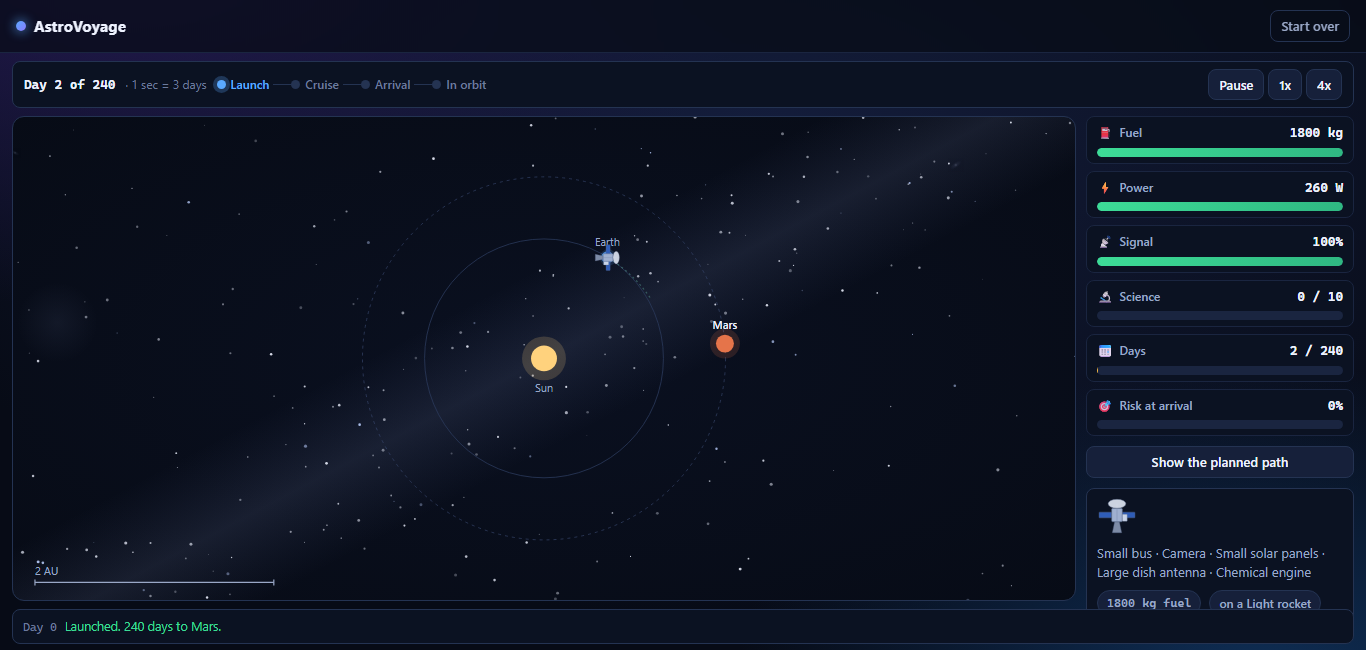 AstroVoyage
Start over
Day 2 of 240 · 1 sec = 3 days Launch Cruise Arrival In orbit
Pause 1x 4x
Earth
Mars
Sun
2 AU
Fuel 1800 kg
Power 260 W
Signal 100%
Science 0 / 10
Days 2 / 240
Risk at arrival 0%
Show the planned path
Small bus · Camera · Small solar panels ·
Large dish antenna · Chemical engine
1800 kg fuel on a Light rocket
Day 0 Launched. 240 days to Mars.